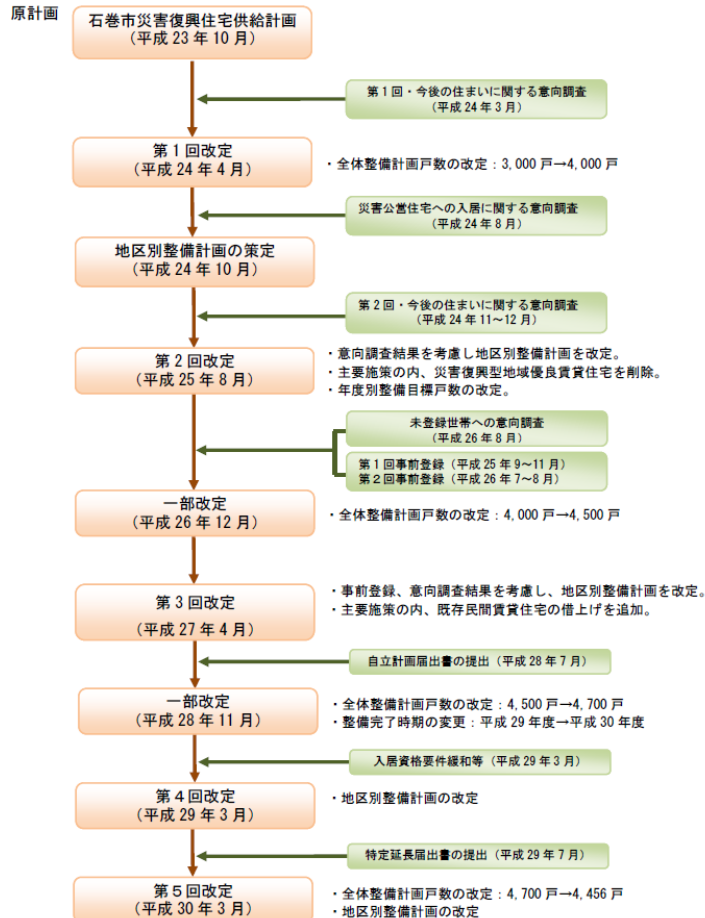 原計画
石巻市災害復興住宅供給計画
（平成 23 年 10 月）
第１回・今後の住まいに関する意向調査
（平成 24 年 3 月）
第１回改定
（平成 24 年 4 月）
・全体整備計画戸数の改定：3,000 戸→4,000 戸
災害公営住宅への入居に関する意向調査
（平成 24 年 8 月）
地区別整備計画の策定
（平成 24 年 10 月）
第２回・今後の住まいに関する意向調査
（平成 24 年 11～12 月）
第２回改定
（平成 25 年 8 月）
・意向調査結果を考慮し地区別整備計画を改定。
・主要施策の内、災害復興型地域優良賃貸住宅を削除。
・年度別整備目標戸数の改定。
未登録世帯への意向調査
（平成 26 年 8 月）
第１回事前登録（平成 25 年 9～11 月）
第２回事前登録（平成 26 年 7～8 月）
一部改定
（平成 26 年 12 月）
・全体整備計画戸数の改定：4,000 戸→4,500 戸
第３回改定
（平成 27 年 4 月）
・事前登録、意向調査結果を考慮し、地区別整備計画を改定。
・主要施策の内、既存民間賃貸住宅の借上げを追加。
自立計画届出書の提出（平成 28 年 7 月）
一部改定
（平成 28 年 11 月）
・全体整備計画戸数の改定：4,500 戸→4,700 戸
・整備完了時期の変更：平成 29 年度→平成 30 年度
入居資格要件緩和等（平成 29 年 3 月）
第４回改定
（平成 29 年 3 月）
・地区別整備計画の改定
特定延長届出書の提出（平成 29 年 7 月）
第５回改定
（平成 30 年 3 月）
・全体整備計画戸数の改定：4,700 戸→4,456 戸
・地区別整備計画の改定